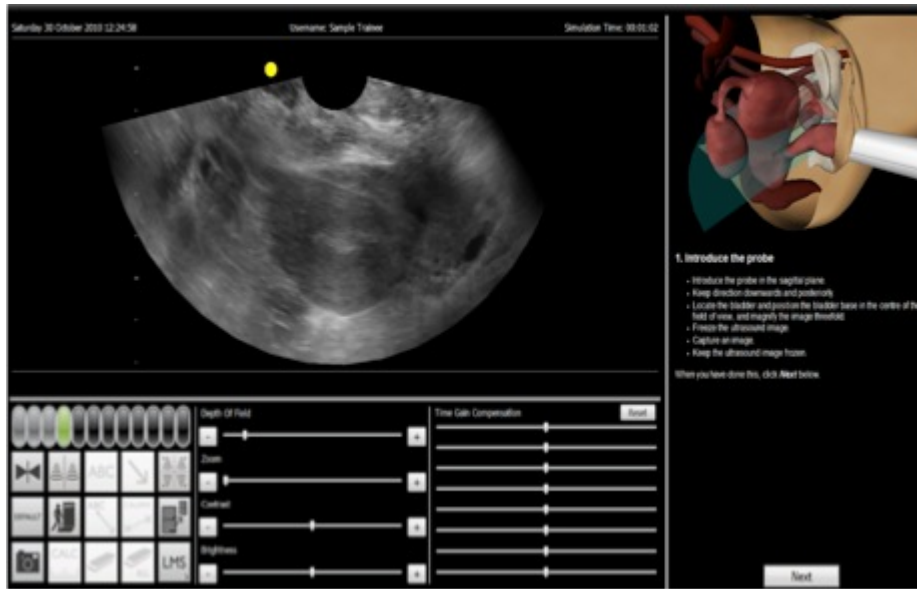 Saturday 30 October 2010 12:24:58
Username: Sample Trainee
Simulation Time: 00:01:02
1. Introduce the probe
Introduce the probe in the sagittal plane.
Keep direction downwards and posteriorly.
Locate the bladder and position the bladder base in the centre of the
field of view, and magnify the image threefold.
Freeze the ultrasound image.
Capture an image.
Keep the ultrasound image frozen.
When you have done this, click Next below.
Depth Of Field
Time Gain Compensation
Reset
Zoom
ABC
Contrast
DEFAULT
Brightness
CALC
LMS
Next